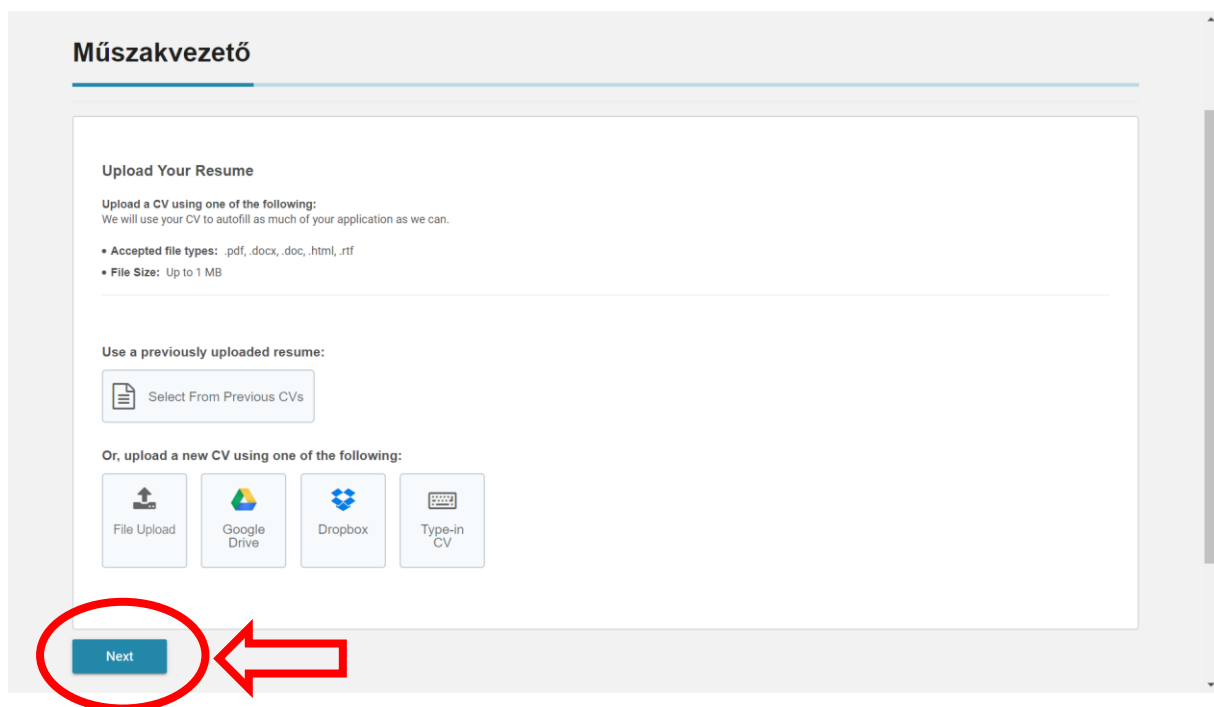 Műszakvezető
Upload Your Resume
Upload a CV using one of the following:
We will use your CV to autofill as much of your application as we can.
• Accepted file types: .pdf, .docx, .doc, .html, .rtf
• File Size: Up to 1 MB
Use a previously uploaded resume:
Select From Previous CVs
Or, upload a new CV using one of the following:
File Upload
Google
Drive
Dropbox
Type-in
CV
Next